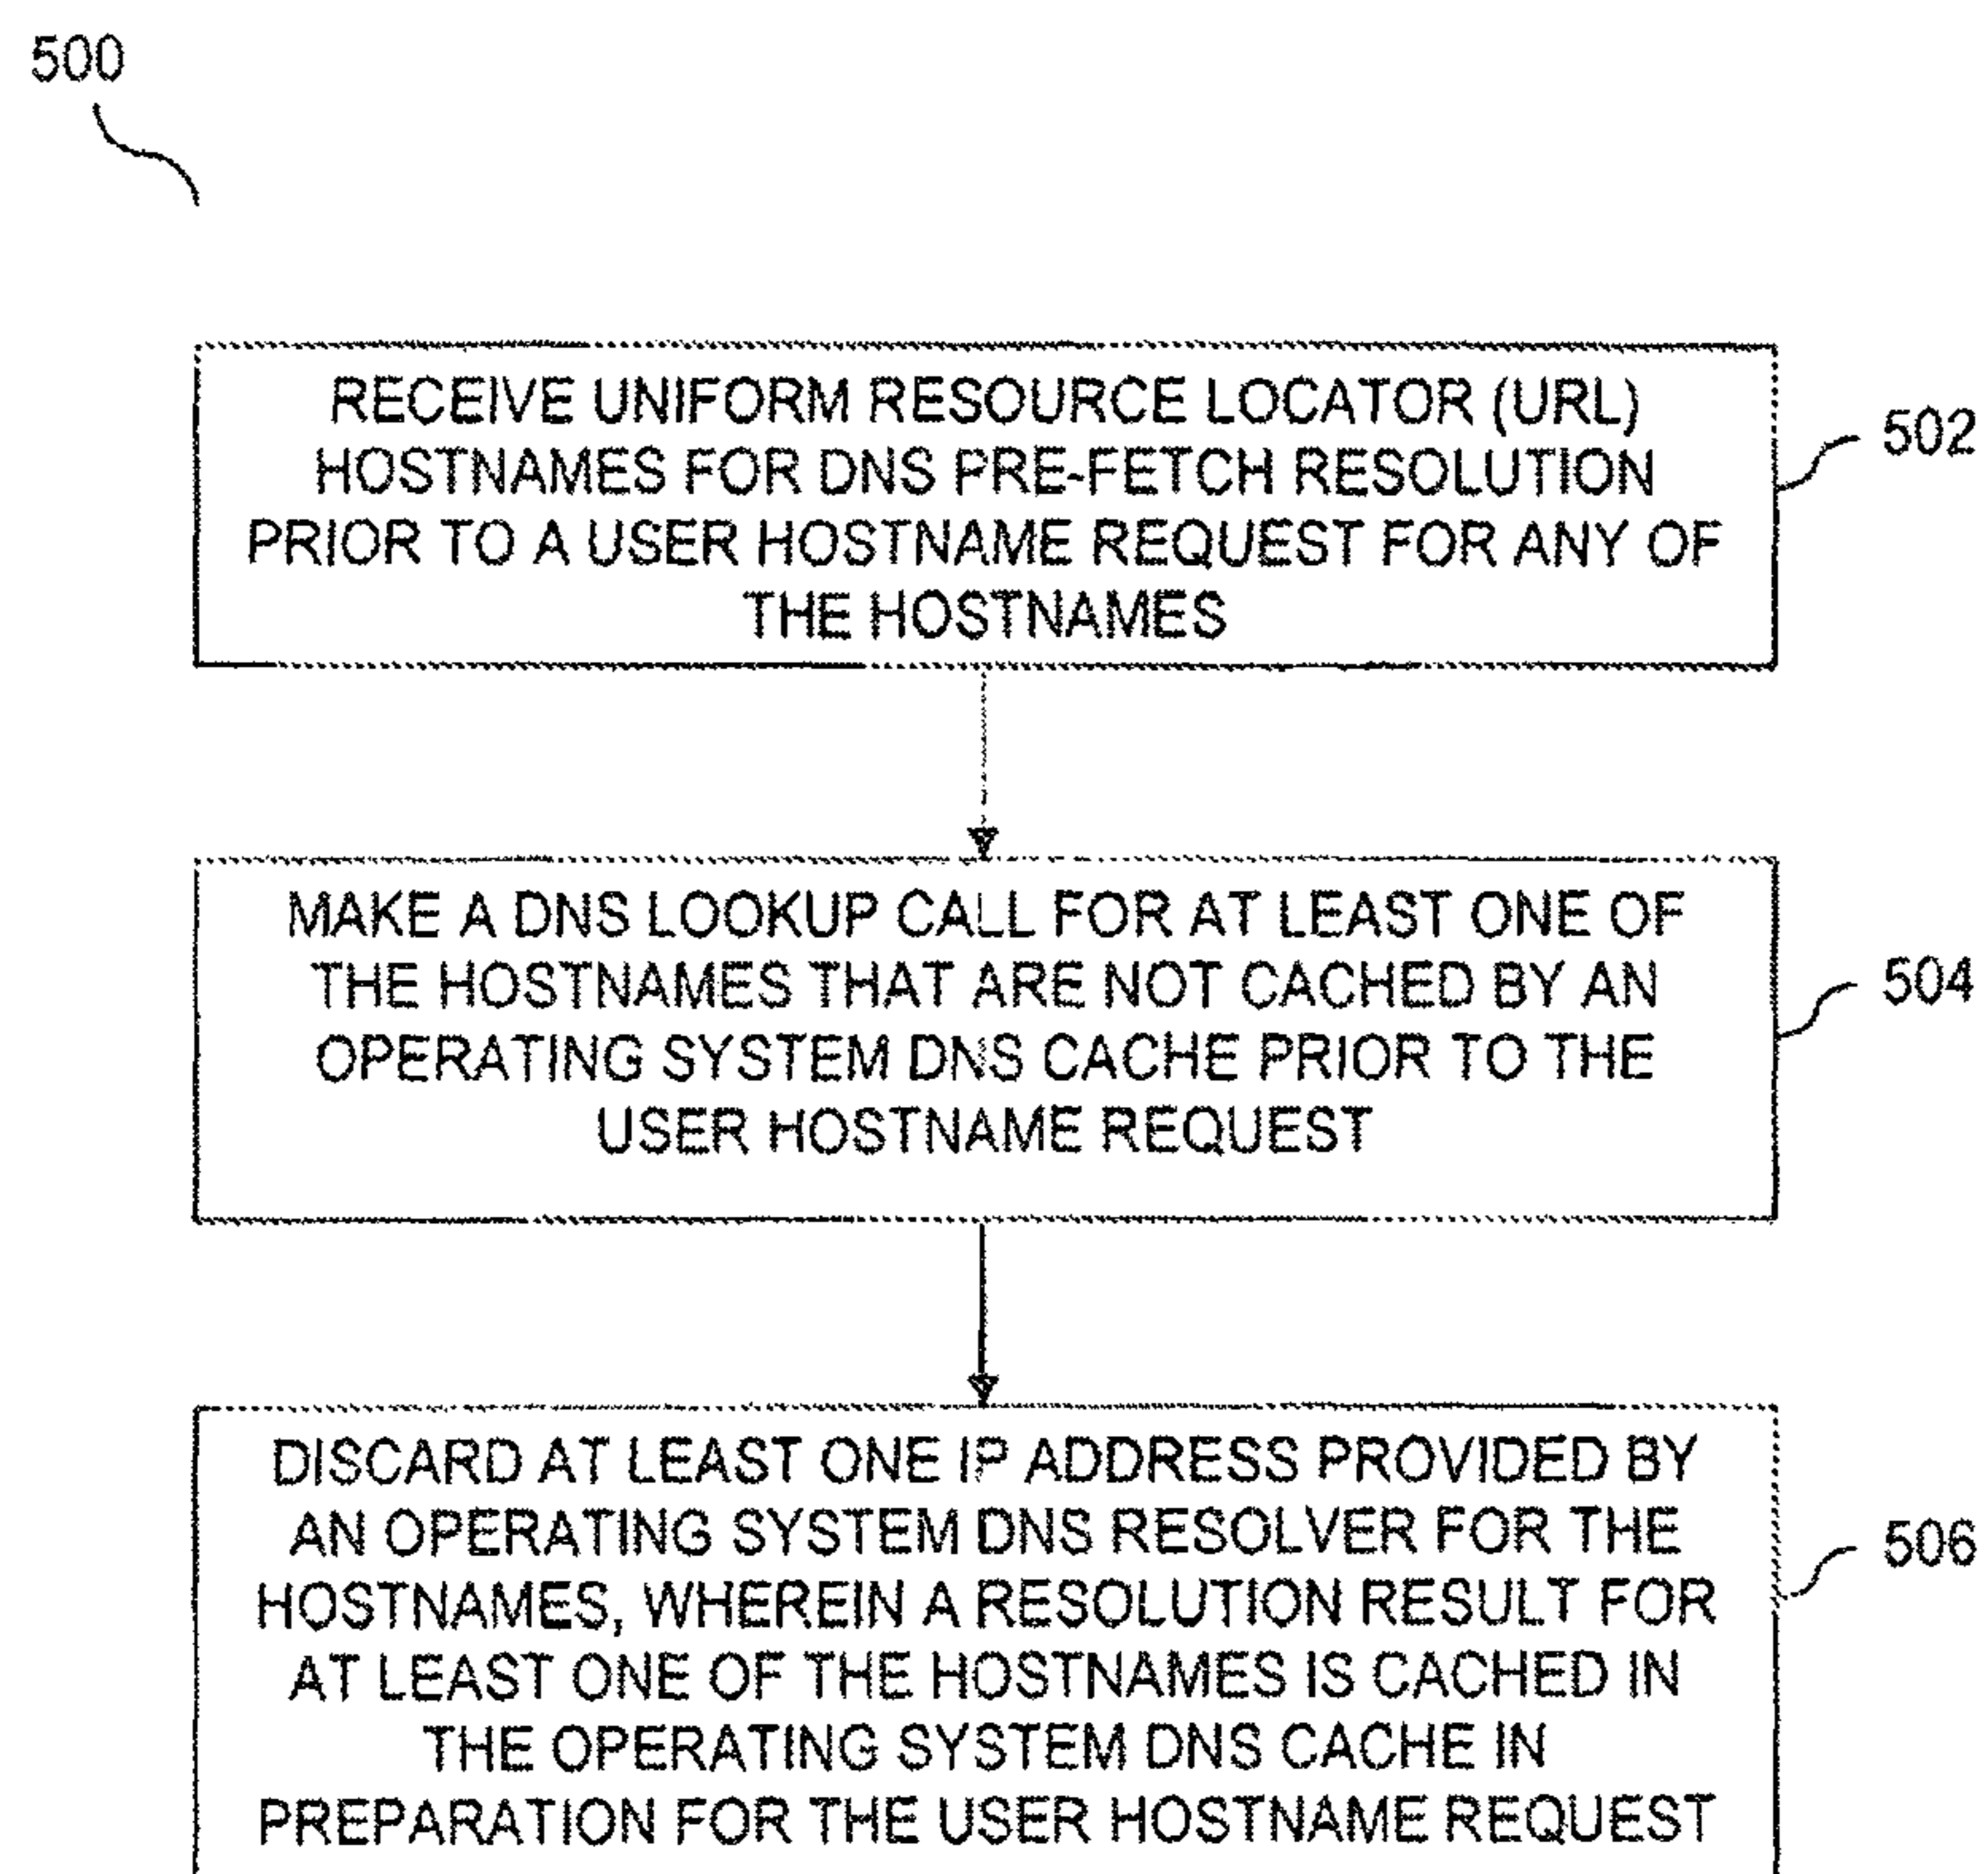 500
RECEIVE UNIFORM RESOURCE LOCATOR (URL)
HOSTNAMES FOR DNS PRE-FETCH RESOLUTION
PRIOR TO A USER HOSTNAME REQUEST FOR ANY OF
THE HOSTNAMES
502
MAKE A DNS LOOKUP CALL FOR AT LEAST ONE OF
THE HOSTNAMES THAT ARE NOT CACHED BY AN
OPERATING SYSTEM DNS CACHE PRIOR TO THE
USER HOSTNAME REQUEST
504
DISCARD AT LEAST ONE IP ADDRESS PROVIDED BY
AN OPERATING SYSTEM DNS RESOLVER FOR THE
HOSTNAMES, WHEREIN A RESOLUTION RESULT FOR
AT LEAST ONE OF THE HOSTNAMES IS CACHED IN
THE OPERATING SYSTEM DNS CACHE IN
PREPARATION FOR THE USER HOSTNAME REQUEST
506